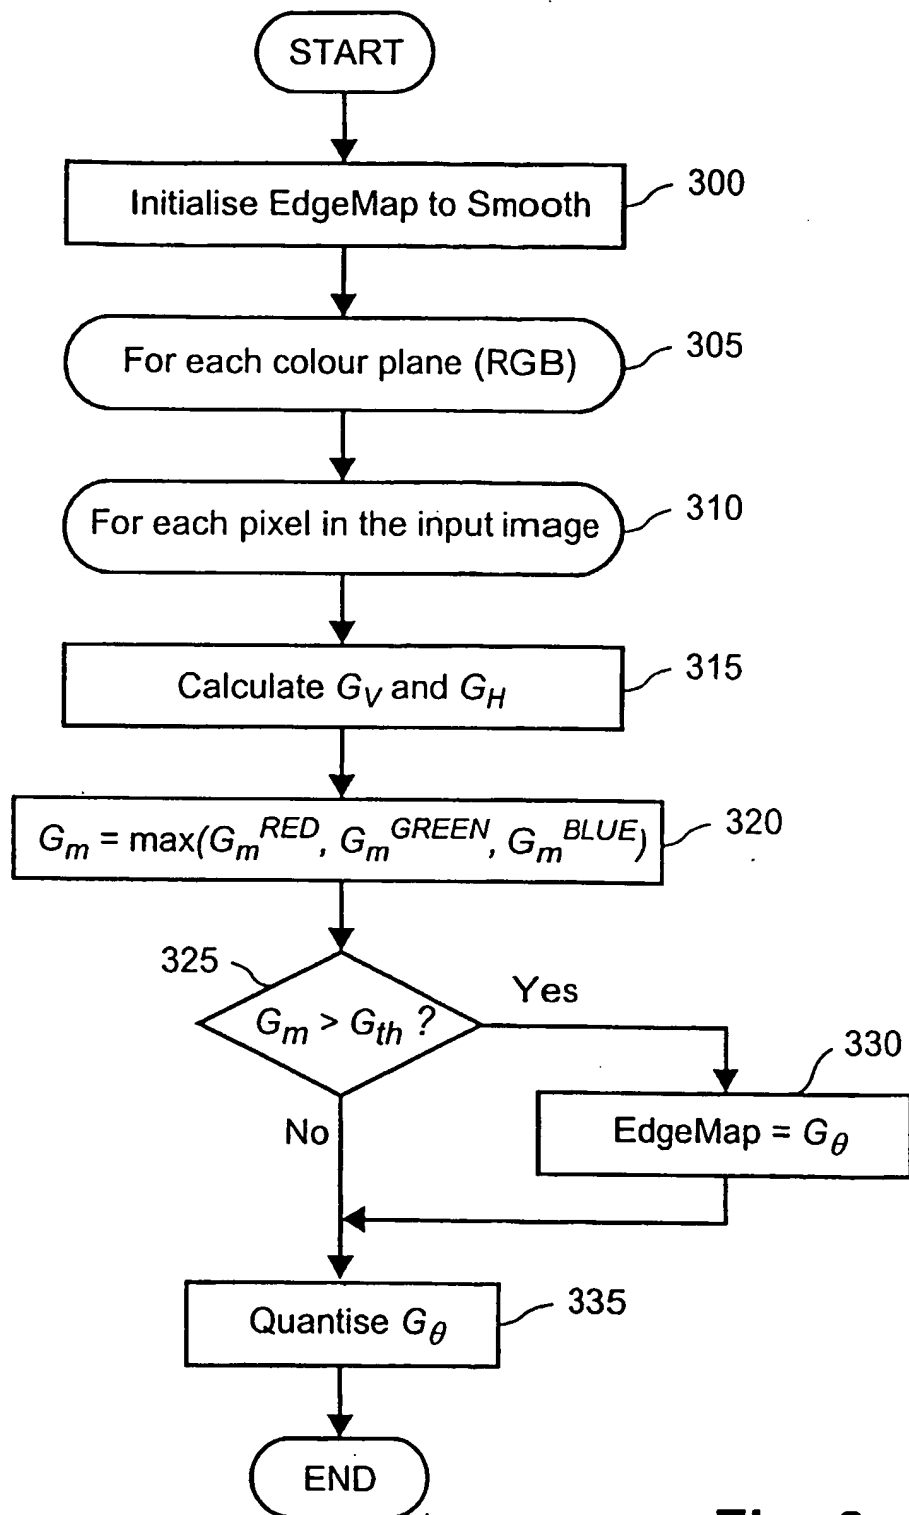 START
Initialise EdgeMap to Smooth
300
For each colour plane (RGB)
305
For each pixel in the input image
310
Calculate G_V and G_H
315
G_m = max(G_m^RED, G_m^GREEN, G_m^BLUE)
320
325
G_m > G_th ?
Yes
No
330
EdgeMap = G_θ
Quantise G_θ
335
END